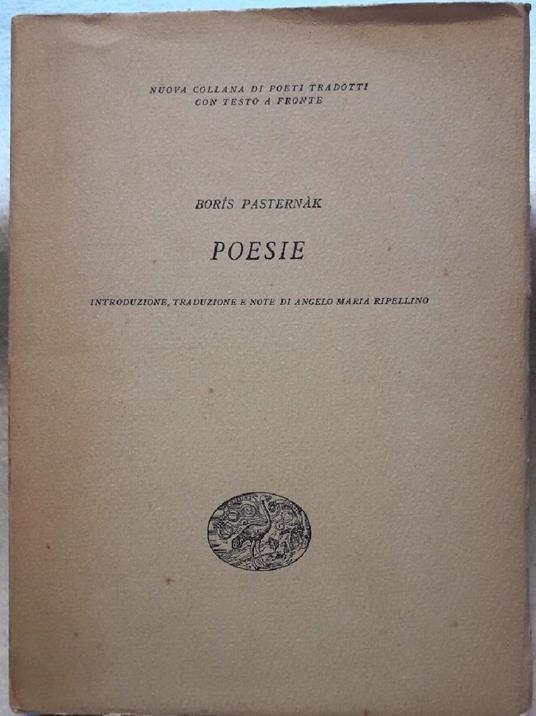 NUOVA COLLANA DI POETI TRADOTTI
CON TESTO A FRONTE
BORÍS PASTERNÀK
POESIE
INTRODUZIONE, TRADUZIONE E NOTE DI ANGELO MARIA RIPELLINO